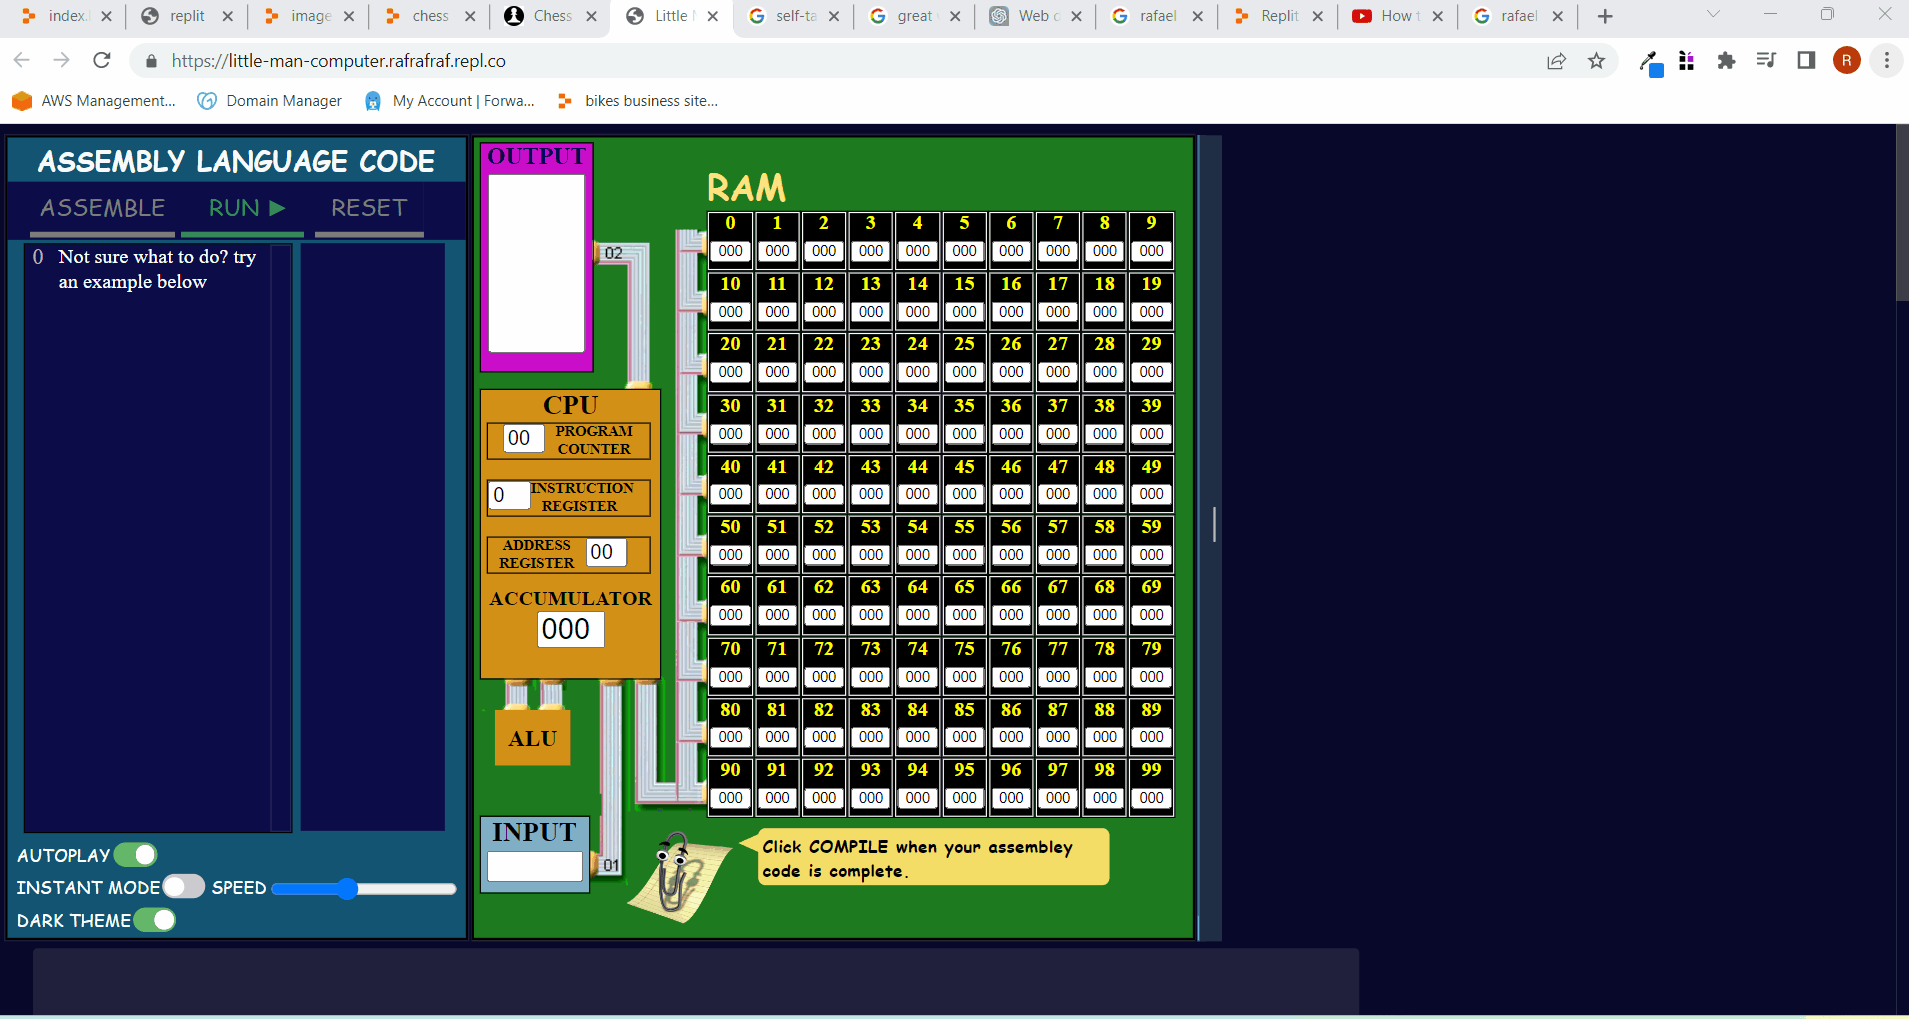 index.
replit
image
chess
Chess
Little
self-ta
great
Web d
rafael
Replit
How t
rafael
https://little-man-computer.rafrafraf.repl.co
R
AWS Management...
Domain Manager
My Account | Forwa...
bikes business site...
ASSEMBLY LANGUAGE CODE
ASSEMBLE RUN ► RESET
0 Not sure what to do? try
an example below
AUTOPLAY
INSTANT MODE SPEED
DARK THEME
OUTPUT
02
CPU
00 PROGRAM
COUNTER
0 INSTRUCTION
REGISTER
ADDRESS 00
REGISTER
ACCUMULATOR
000
ALU
INPUT
01
RAM
0 1 2 3 4 5 6 7 8 9
000 000 000 000 000 000 000 000 000 000
10 11 12 13 14 15 16 17 18 19
000 000 000 000 000 000 000 000 000 000
20 21 22 23 24 25 26 27 28 29
000 000 000 000 000 000 000 000 000 000
30 31 32 33 34 35 36 37 38 39
000 000 000 000 000 000 000 000 000 000
40 41 42 43 44 45 46 47 48 49
000 000 000 000 000 000 000 000 000 000
50 51 52 53 54 55 56 57 58 59
000 000 000 000 000 000 000 000 000 000
60 61 62 63 64 65 66 67 68 69
000 000 000 000 000 000 000 000 000 000
70 71 72 73 74 75 76 77 78 79
000 000 000 000 000 000 000 000 000 000
80 81 82 83 84 85 86 87 88 89
000 000 000 000 000 000 000 000 000 000
90 91 92 93 94 95 96 97 98 99
000 000 000 000 000 000 000 000 000 000
Click COMPILE when your assembley
code is complete.